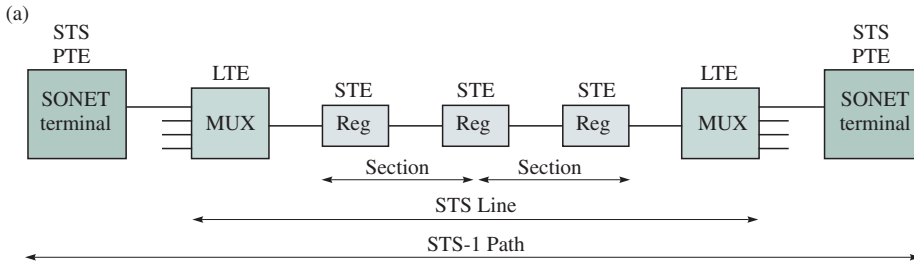 (a)
STS
PTE
SONET
terminal
LTE
MUX
STE
Reg
STE
Reg
STE
Reg
LTE
MUX
STS
PTE
SONET
terminal
Section
Section
STS Line
STS-1 Path